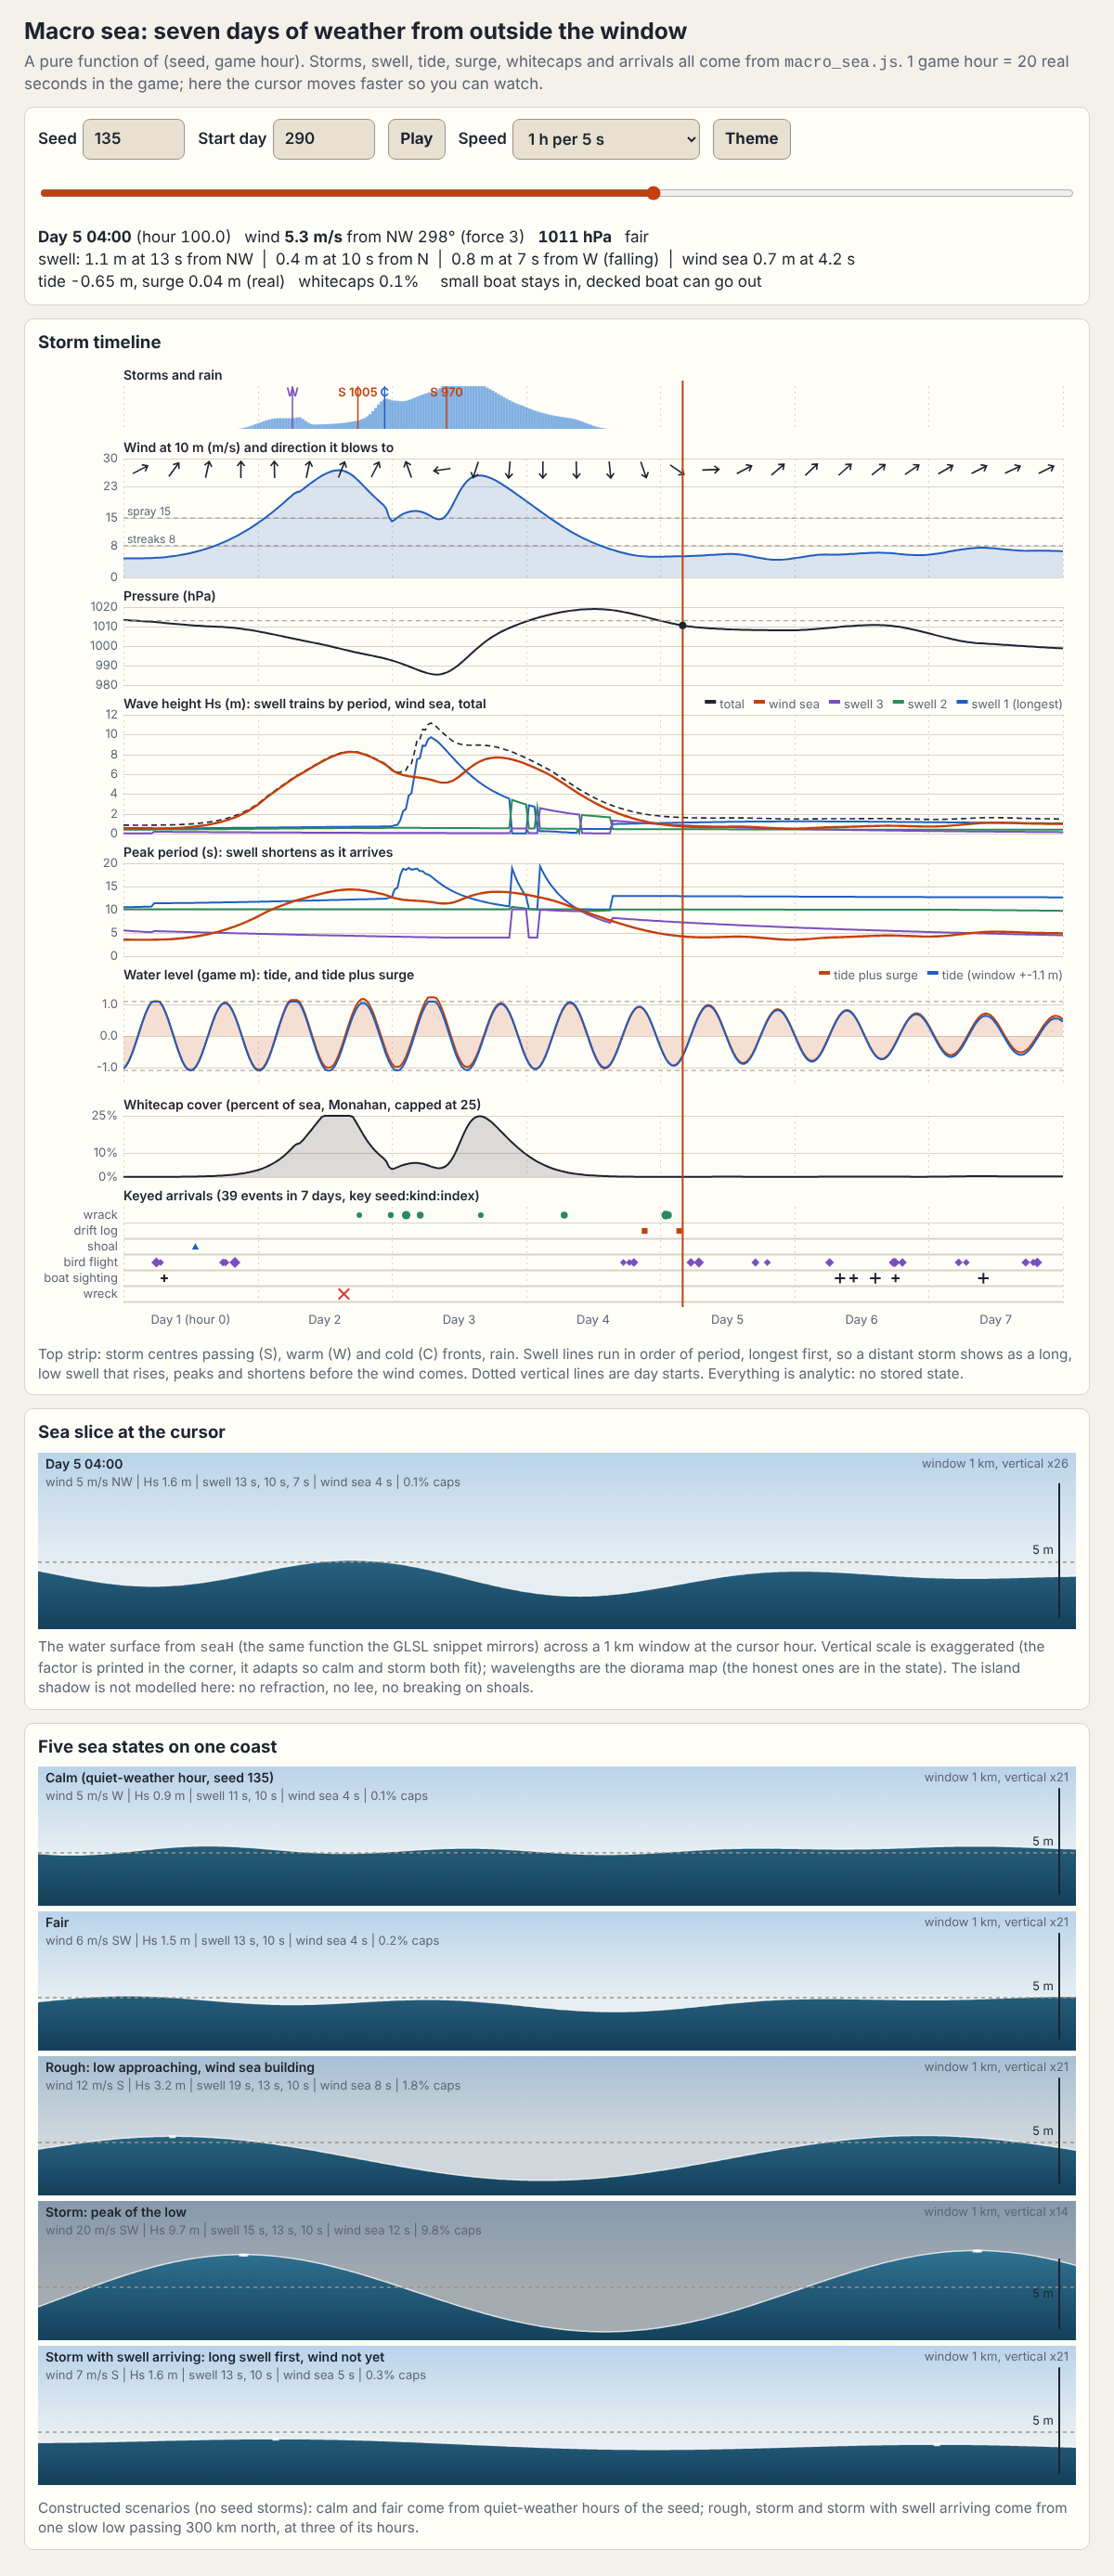 Macro sea: seven days of weather from outside the window
A pure function of (seed, game hour). Storms, swell, tide, surge, whitecaps and arrivals all come from macro_sea.js. 1 game hour = 20 real
seconds in the game; here the cursor moves faster so you can watch.
Seed 135 Start day 290 Play Speed 1 h per 5 s Theme
Day 5 04:00 (hour 100.0) wind 5.3 m/s from NW 298° (force 3) 1011 hPa fair
swell: 1.1 m at 13 s from NW | 0.4 m at 10 s from N | 0.8 m at 7 s from W (falling) | wind sea 0.7 m at 4.2 s
tide -0.65 m, surge 0.04 m (real) whitecaps 0.1% small boat stays in, decked boat can go out
Storm timeline
Storms and rain
W S 1005 C S 970
Wind at 10 m (m/s) and direction it blows to
30
23
15 spray 15
8 streaks 8
0
Pressure (hPa)
1020
1010
1000
990
980
Wave height Hs (m): swell trains by period, wind sea, total total wind sea swell 3 swell 2 swell 1 (longest)
12
10
8
6
4
2
0
Peak period (s): swell shortens as it arrives
20
15
10
5
0
Water level (game m): tide, and tide plus surge tide plus surge tide (window +-1.1 m)
1.0
0.0
-1.0
Whitecap cover (percent of sea, Monahan, capped at 25)
25%
10%
0%
Keyed arrivals (39 events in 7 days, key seed:kind:index)
wrack
drift log
shoal
bird flight
boat sighting
wreck
Day 1 (hour 0) Day 2 Day 3 Day 4 Day 5 Day 6 Day 7
Top strip: storm centres passing (S), warm (W) and cold (C) fronts, rain. Swell lines run in order of period, longest first, so a distant storm shows as a long,
low swell that rises, peaks and shortens before the wind comes. Dotted vertical lines are day starts. Everything is analytic: no stored state.
Sea slice at the cursor
Day 5 04:00 window 1 km, vertical x26
wind 5 m/s NW | Hs 1.6 m | swell 13 s, 10 s, 7 s | wind sea 4 s | 0.1% caps
5 m
The water surface from seaH (the same function the GLSL snippet mirrors) across a 1 km window at the cursor hour. Vertical scale is exaggerated (the
factor is printed in the corner, it adapts so calm and storm both fit); wavelengths are the diorama map (the honest ones are in the state). The island
shadow is not modelled here: no refraction, no lee, no breaking on shoals.
Five sea states on one coast
Calm (quiet-weather hour, seed 135) window 1 km, vertical x21
wind 5 m/s W | Hs 0.9 m | swell 11 s, 10 s | wind sea 4 s | 0.1% caps
5 m
Fair window 1 km, vertical x21
wind 6 m/s SW | Hs 1.5 m | swell 13 s, 10 s | wind sea 4 s | 0.2% caps
5 m
Rough: low approaching, wind sea building window 1 km, vertical x21
wind 12 m/s S | Hs 3.2 m | swell 19 s, 13 s, 10 s | wind sea 8 s | 1.8% caps
5 m
Storm: peak of the low window 1 km, vertical x14
wind 20 m/s SW | Hs 9.7 m | swell 15 s, 13 s, 10 s | wind sea 12 s | 9.8% caps
5 m
Storm with swell arriving: long swell first, wind not yet window 1 km, vertical x21
wind 7 m/s S | Hs 1.6 m | swell 13 s, 10 s | wind sea 5 s | 0.3% caps
5 m
Constructed scenarios (no seed storms): calm and fair come from quiet-weather hours of the seed; rough, storm and storm with swell arriving come from
one slow low passing 300 km north, at three of its hours.